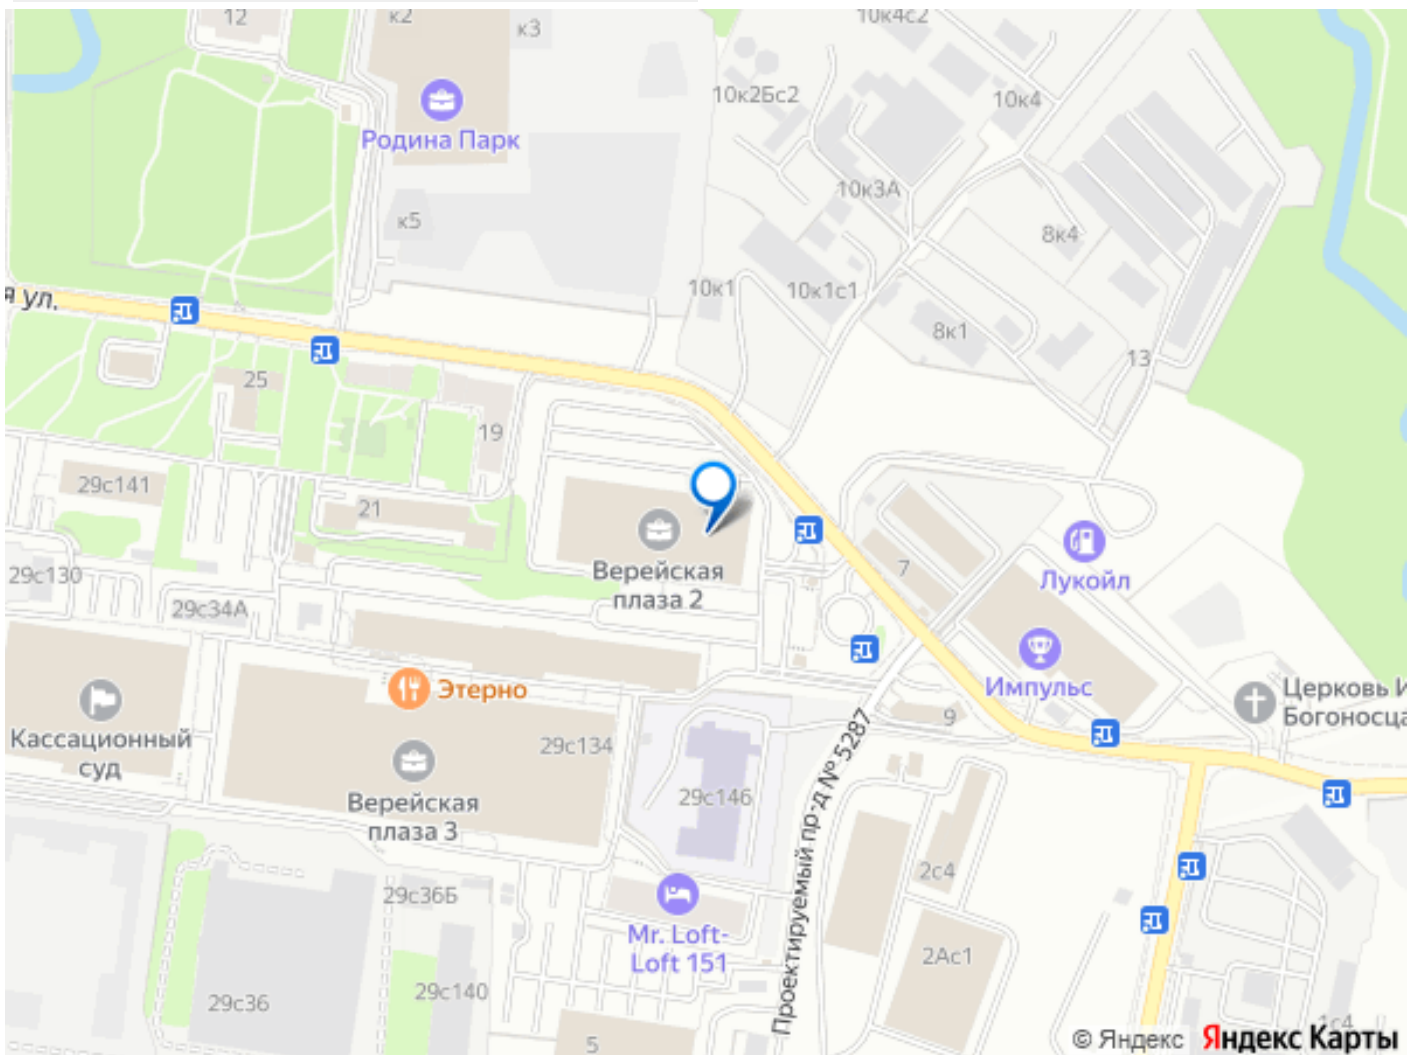 12
к2
к3
10к4с2
10к2Бс2
10к4
Родина Парк
10к3А
к5
8к4
я ул.
10к1
10к1с1
8к1
13
25
19
29с141
21
Верейская
плаза 2
7
Лукойл
29с130
29с34А
Этерно
Импульс
Церковь И
Богоносца
Кассационный
суд
29с134
9
Проектируемый пр-д № 5287
Верейская
плаза 3
29с146
29с36Б
2с4
Mr. Loft-
Loft 151
2Ас1
29с36
29с140
5
1с4
© Яндекс
Яндекс Карты